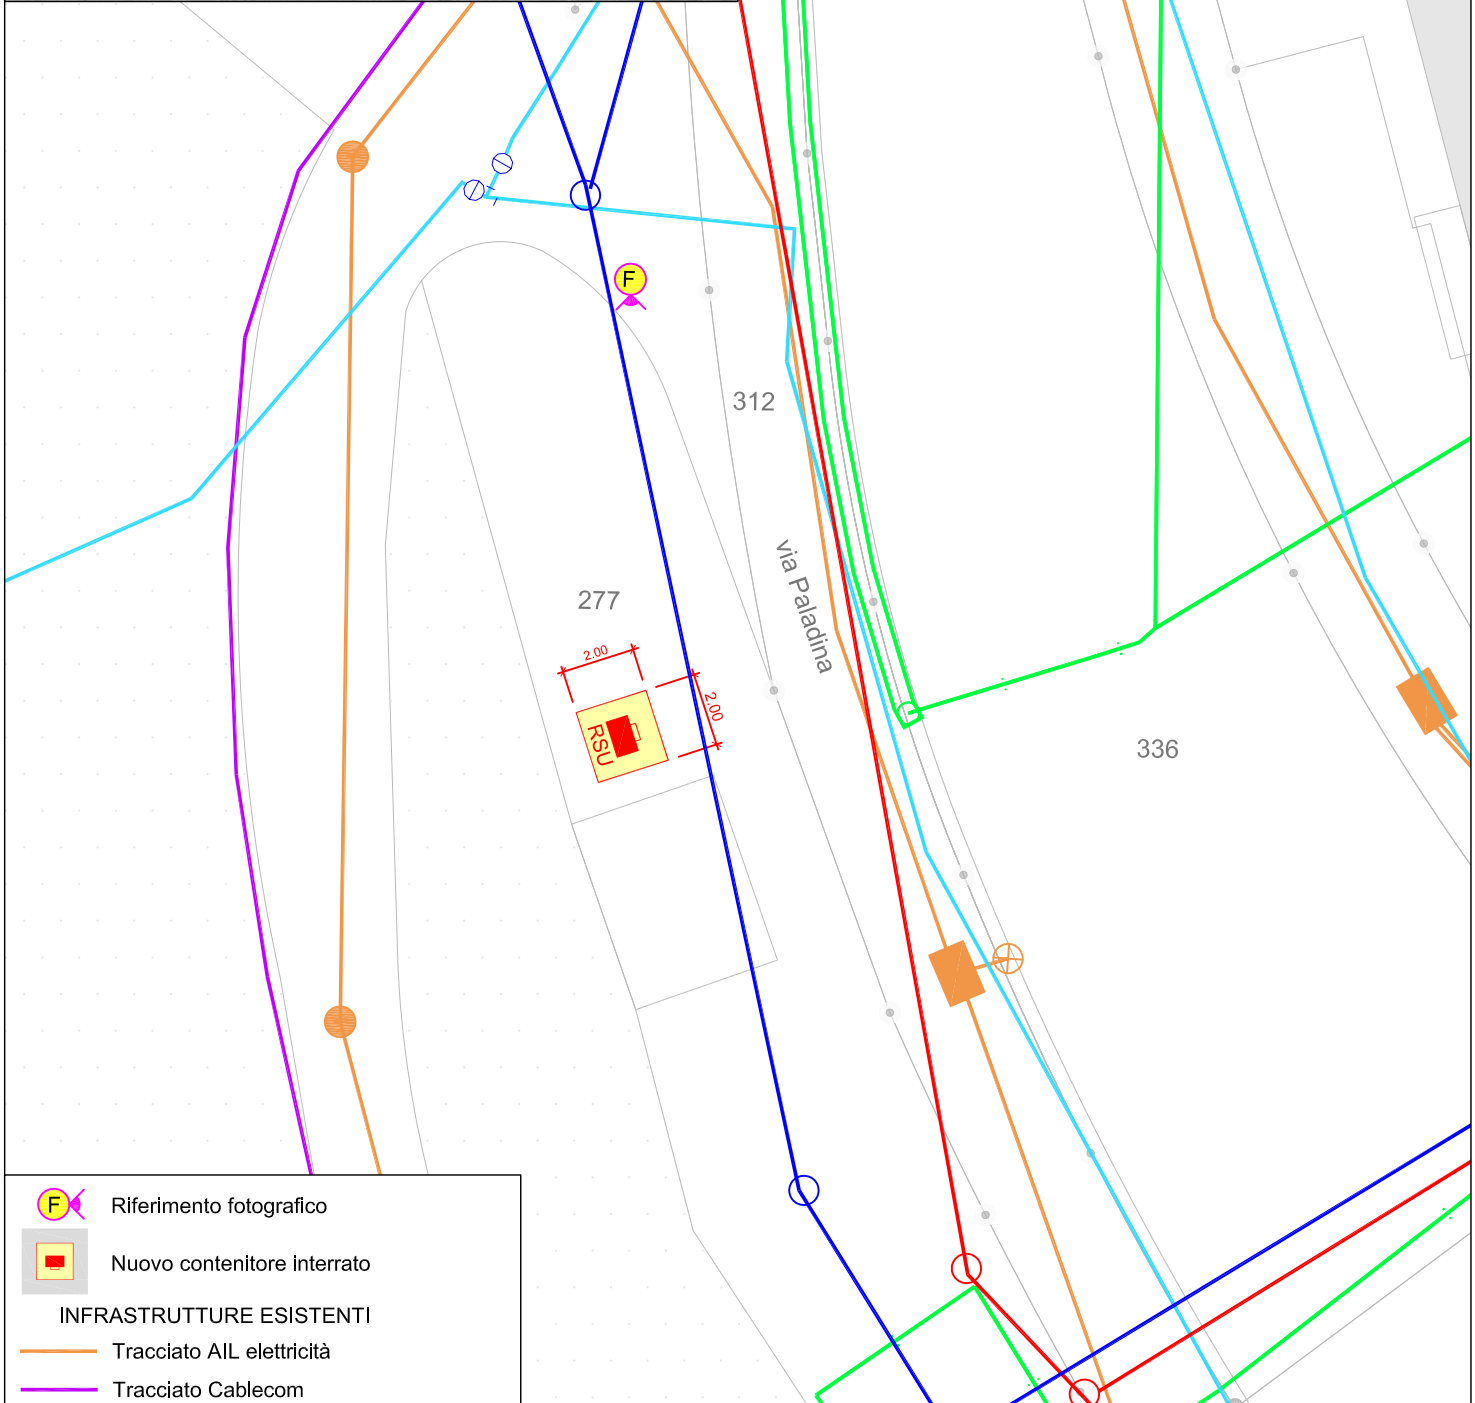 F
312
via Paladina
277
2.00
2.00
RSU
336
F Riferimento fotografico
Nuovo contenitore interrato
INFRASTRUTTURE ESISTENTI
Tracciato AIL elettricità
Tracciato Cablecom